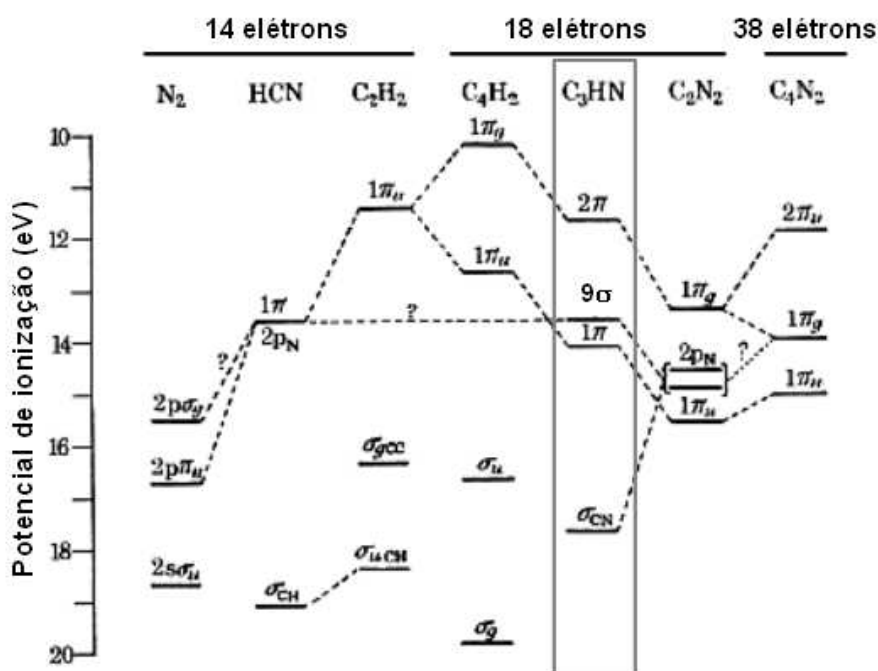 14 elétrons 18 elétrons 38 elétrons
N₂ HCN C₂H₂ C₄H₂ C₃HN C₂N₂ C₄N₂
Potencial de ionização (eV)
10
12
14
16
18
20
1πg
1πu
2π
2πu
1πu
9σ
1πg
1π
2pN
?
?
1π
2pN
?
1πg
2pσg
1πu
1πu
2pπu
σgcc
σu
σCN
2sσu
σCH
σuCH
σg